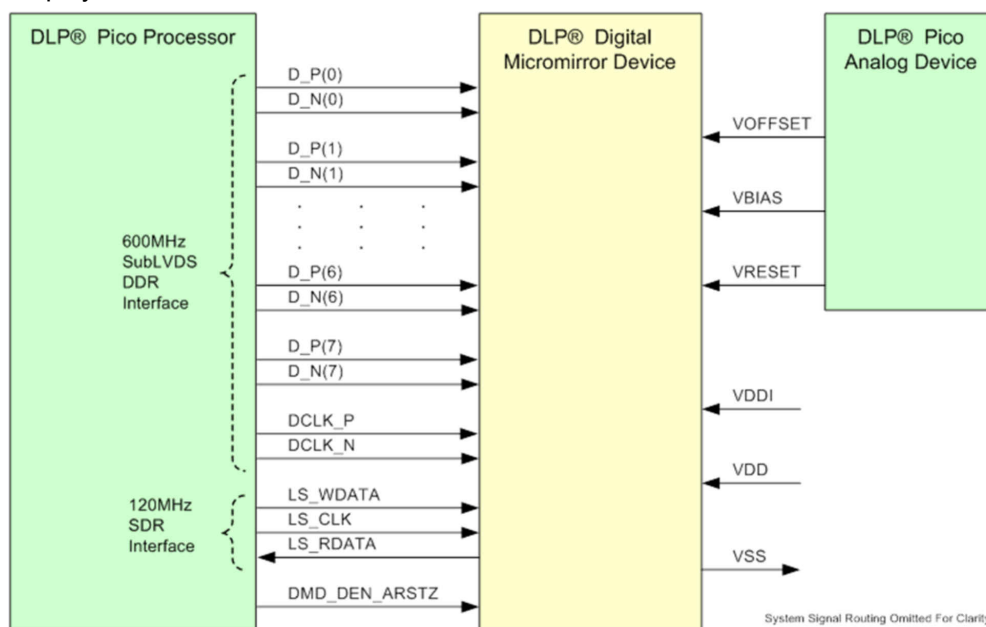 DLP® Pico Processor
DLP® Digital
Micromirror Device
DLP® Pico
Analog Device
D_P(0)
D_N(0)
D_P(1)
D_N(1)
. . .
. . .
. . .
D_P(6)
D_N(6)
D_P(7)
D_N(7)
DCLK_P
DCLK_N
600MHz
SubLVDS
DDR
Interface
LS_WDATA
LS_CLK
LS_RDATA
120MHz
SDR
Interface
DMD_DEN_ARSTZ
VOFFSET
VBIAS
VRESET
VDDI
VDD
VSS
System Signal Routing Omitted For Clarity